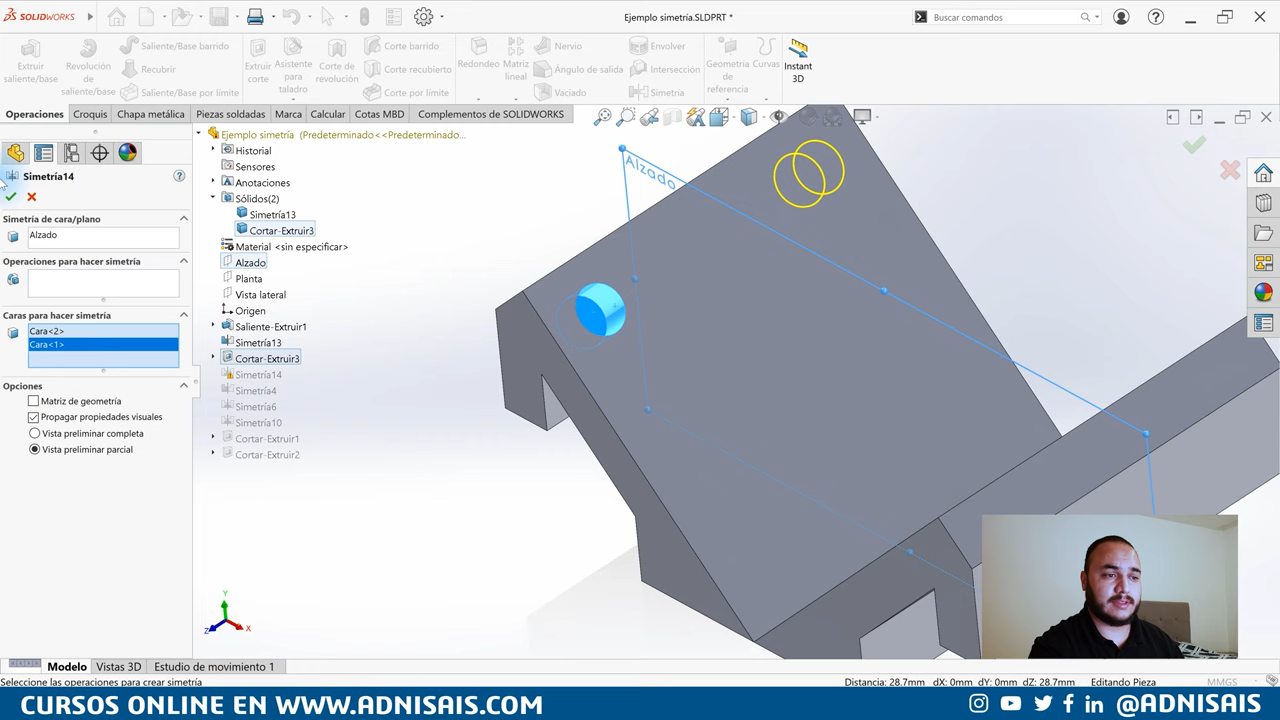 SOLIDWORKS
Ejemplo simetría.SLDPRT *
Buscar comandos
Extruir saliente/base
Revolución de saliente/base
Saliente/Base barrido
Recubrir
Saliente/Base por límite
Extruir corte
Asistente para taladro
Corte de revolución
Corte barrido
Corte recubierto
Corte por límite
Redondeo
Matriz lineal
Nervio
Ángulo de salida
Vaciado
Envolver
Intersección
Simetría
Geometría de referencia
Curvas
Instant 3D
Operaciones
Croquis
Chapa metálica
Piezas soldadas
Marca
Calcular
Cotas MBD
Complementos de SOLIDWORKS
Simetría14
Simetría de cara/plano
Alzado
Operaciones para hacer simetría
Caras para hacer simetría
Cara<2>
Cara<1>
Opciones
Matriz de geometría
Propagar propiedades visuales
Vista preliminar completa
Vista preliminar parcial
Ejemplo simetría (Predeterminado<<Predeterminado...
Historial
Sensores
Anotaciones
Sólidos(2)
Simetría13
Cortar-Extruir3
Material <sin especificar>
Alzado
Planta
Vista lateral
Origen
Saliente-Extruir1
Simetría13
Cortar-Extruir3
Simetría14
Simetría4
Simetría6
Simetría10
Cortar-Extruir1
Cortar-Extruir2
Alzado
Y
Z
X
Modelo
Vistas 3D
Estudio de movimiento 1
Seleccione las operaciones para crear simetría
Distancia: 28.7mm dX: 0mm dY: 0mm dZ: 28.7mm
Editando Pieza
MMGS
CURSOS ONLINE EN WWW.ADNISAIS.COM
@ADNISAIS